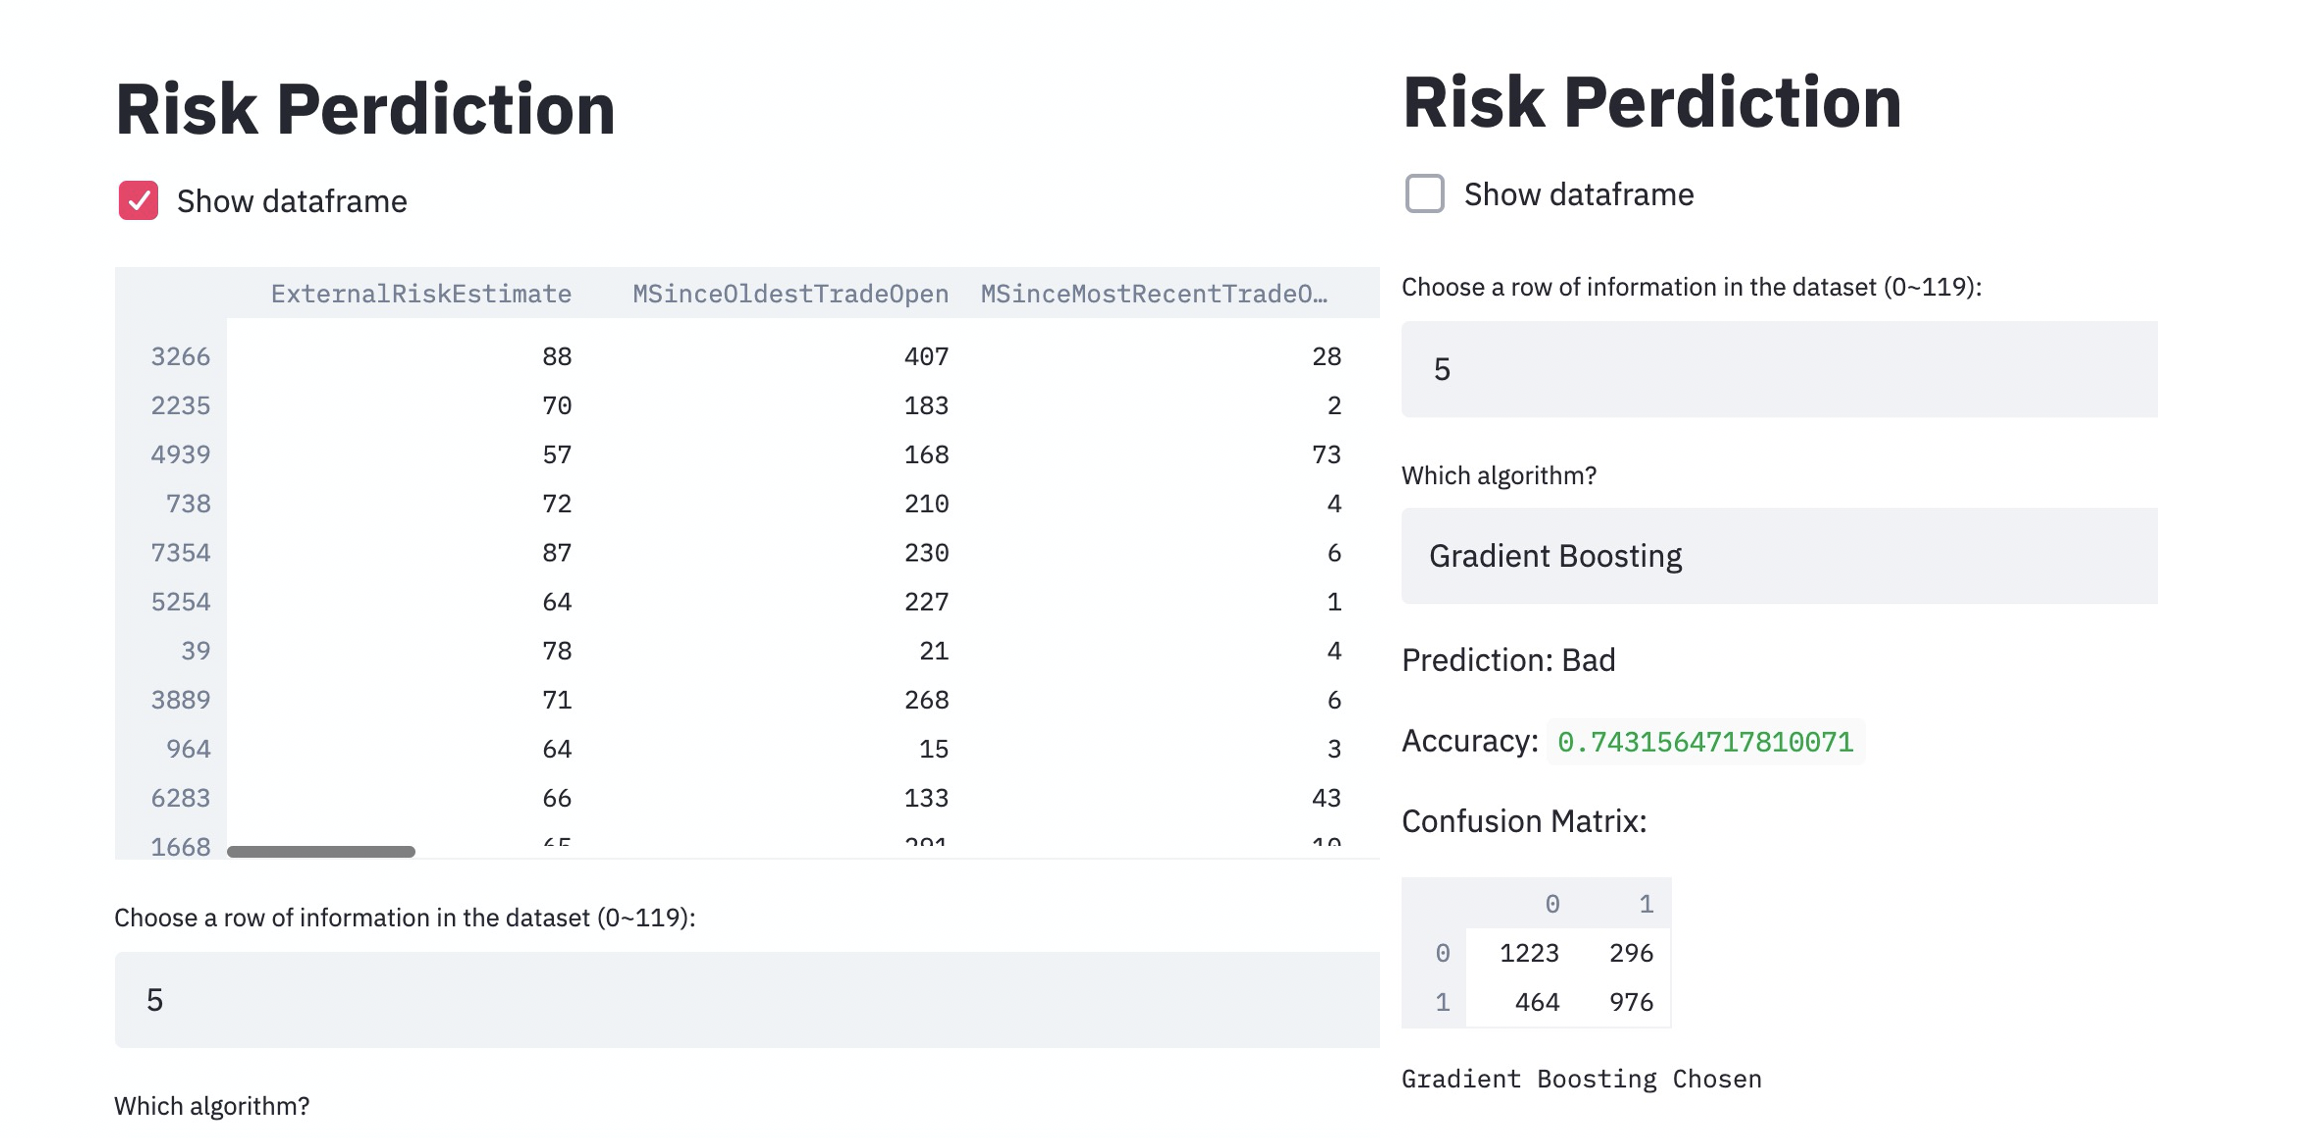 Risk Perdiction
Show dataframe
ExternalRiskEstimate MSinceOldestTradeOpen MSinceMostRecentTradeO…
3266 88 407 28
2235 70 183 2
4939 57 168 73
738 72 210 4
7354 87 230 6
5254 64 227 1
39 78 21 4
3889 71 268 6
964 64 15 3
6283 66 133 43
1668
Choose a row of information in the dataset (0~119):
5
Which algorithm?
Risk Perdiction
Show dataframe
Choose a row of information in the dataset (0~119):
5
Which algorithm?
Gradient Boosting
Prediction: Bad
Accuracy: 0.7431564717810071
Confusion Matrix:
0 1
0 1223 296
1 464 976
Gradient Boosting Chosen